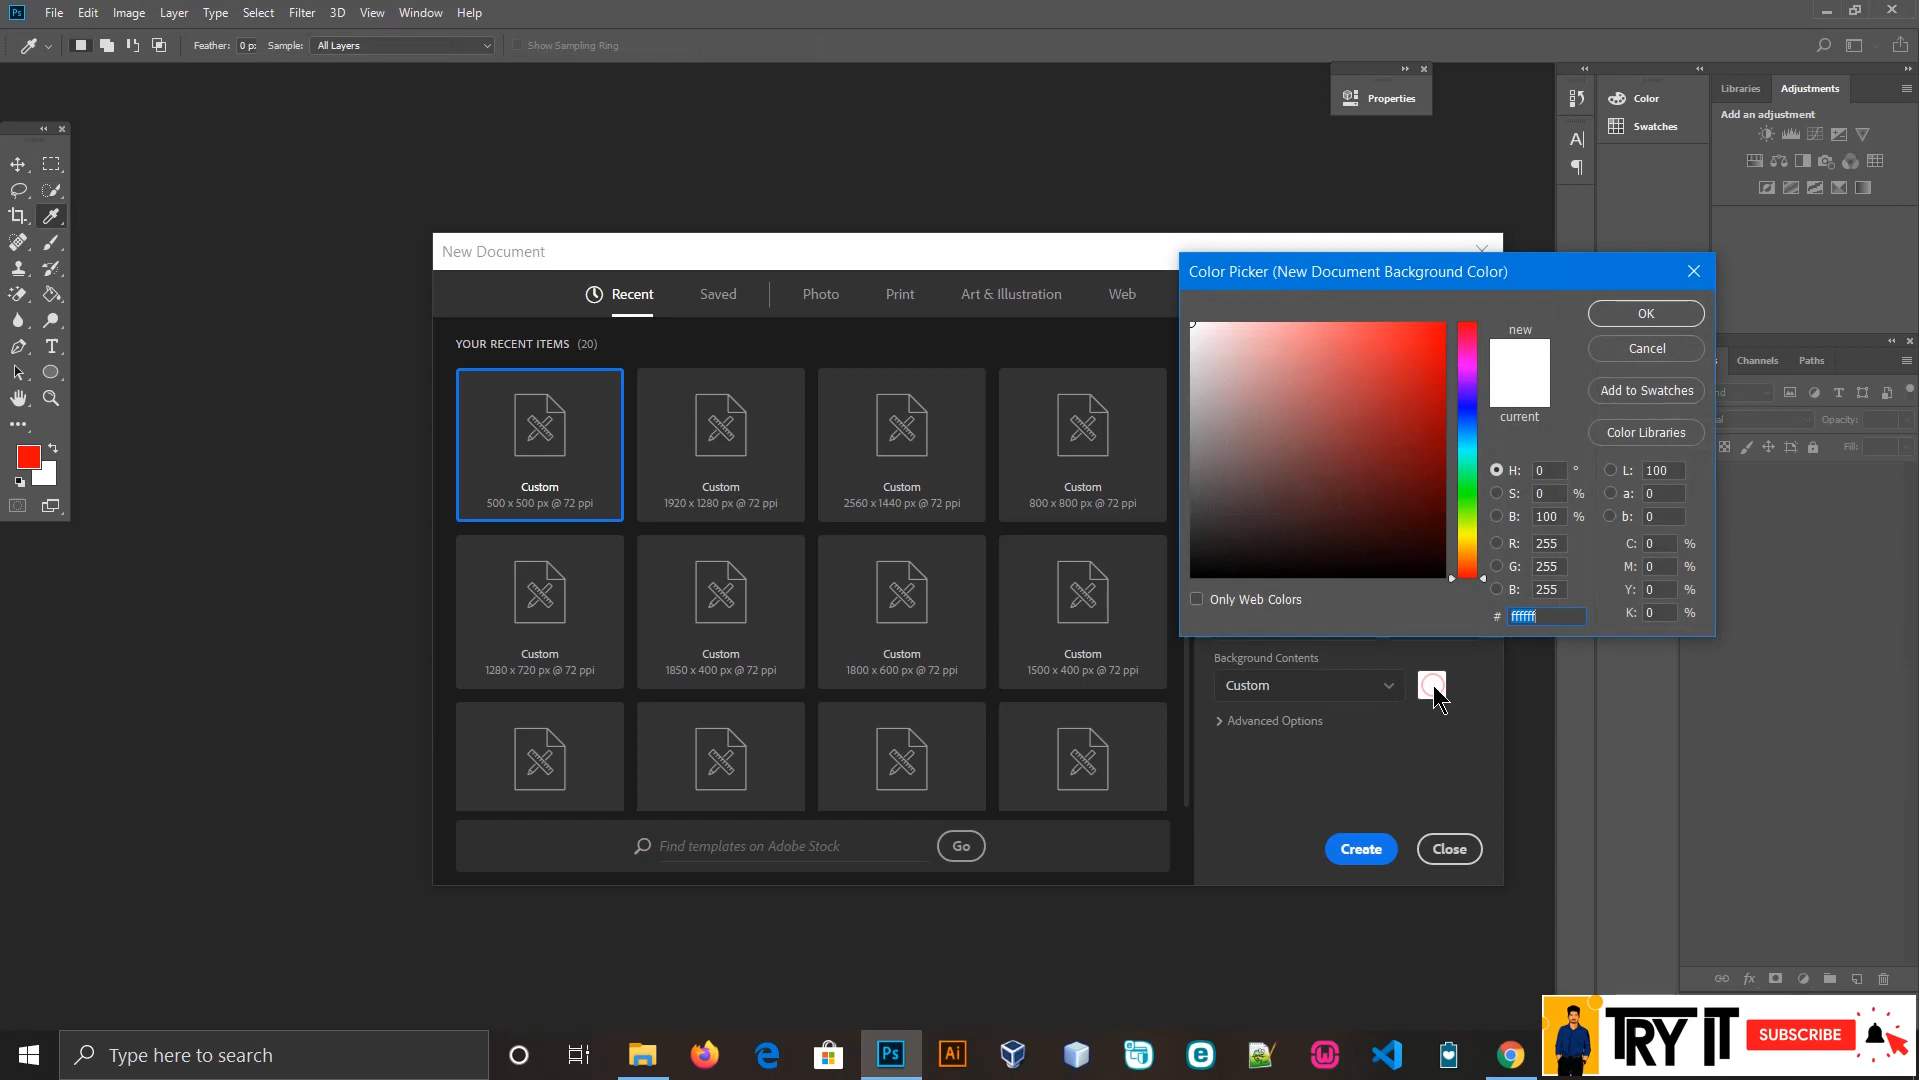 Ps File Edit Image Layer Type Select Filter 3D View Window Help
Feather: 0 px Sample: All Layers Show Sampling Ring
Properties
Color
Swatches
Libraries Adjustments
Add an adjustment
New Document
Recent Saved Photo Print Art & Illustration Web
YOUR RECENT ITEMS (20)
Custom
500 x 500 px @ 72 ppi
Custom
1920 x 1280 px @ 72 ppi
Custom
2560 x 1440 px @ 72 ppi
Custom
800 x 800 px @ 72 ppi
Custom
1280 x 720 px @ 72 ppi
Custom
1850 x 400 px @ 72 ppi
Custom
1800 x 600 px @ 72 ppi
Custom
1500 x 400 px @ 72 ppi
Find templates on Adobe Stock Go
Color Picker (New Document Background Color)
new
current
OK
Cancel
Add to Swatches
Color Libraries
H: 0 ° L: 100
S: 0 % a: 0
B: 100 % b: 0
R: 255 C: 0 %
G: 255 M: 0 %
B: 255 Y: 0 %
# ffffff K: 0 %
Only Web Colors
Background Contents
Custom
Advanced Options
Create Close
Channels Paths
Opacity:
Fill:
fx
Type here to search
Ps Ai
TRY IT SUBSCRIBE